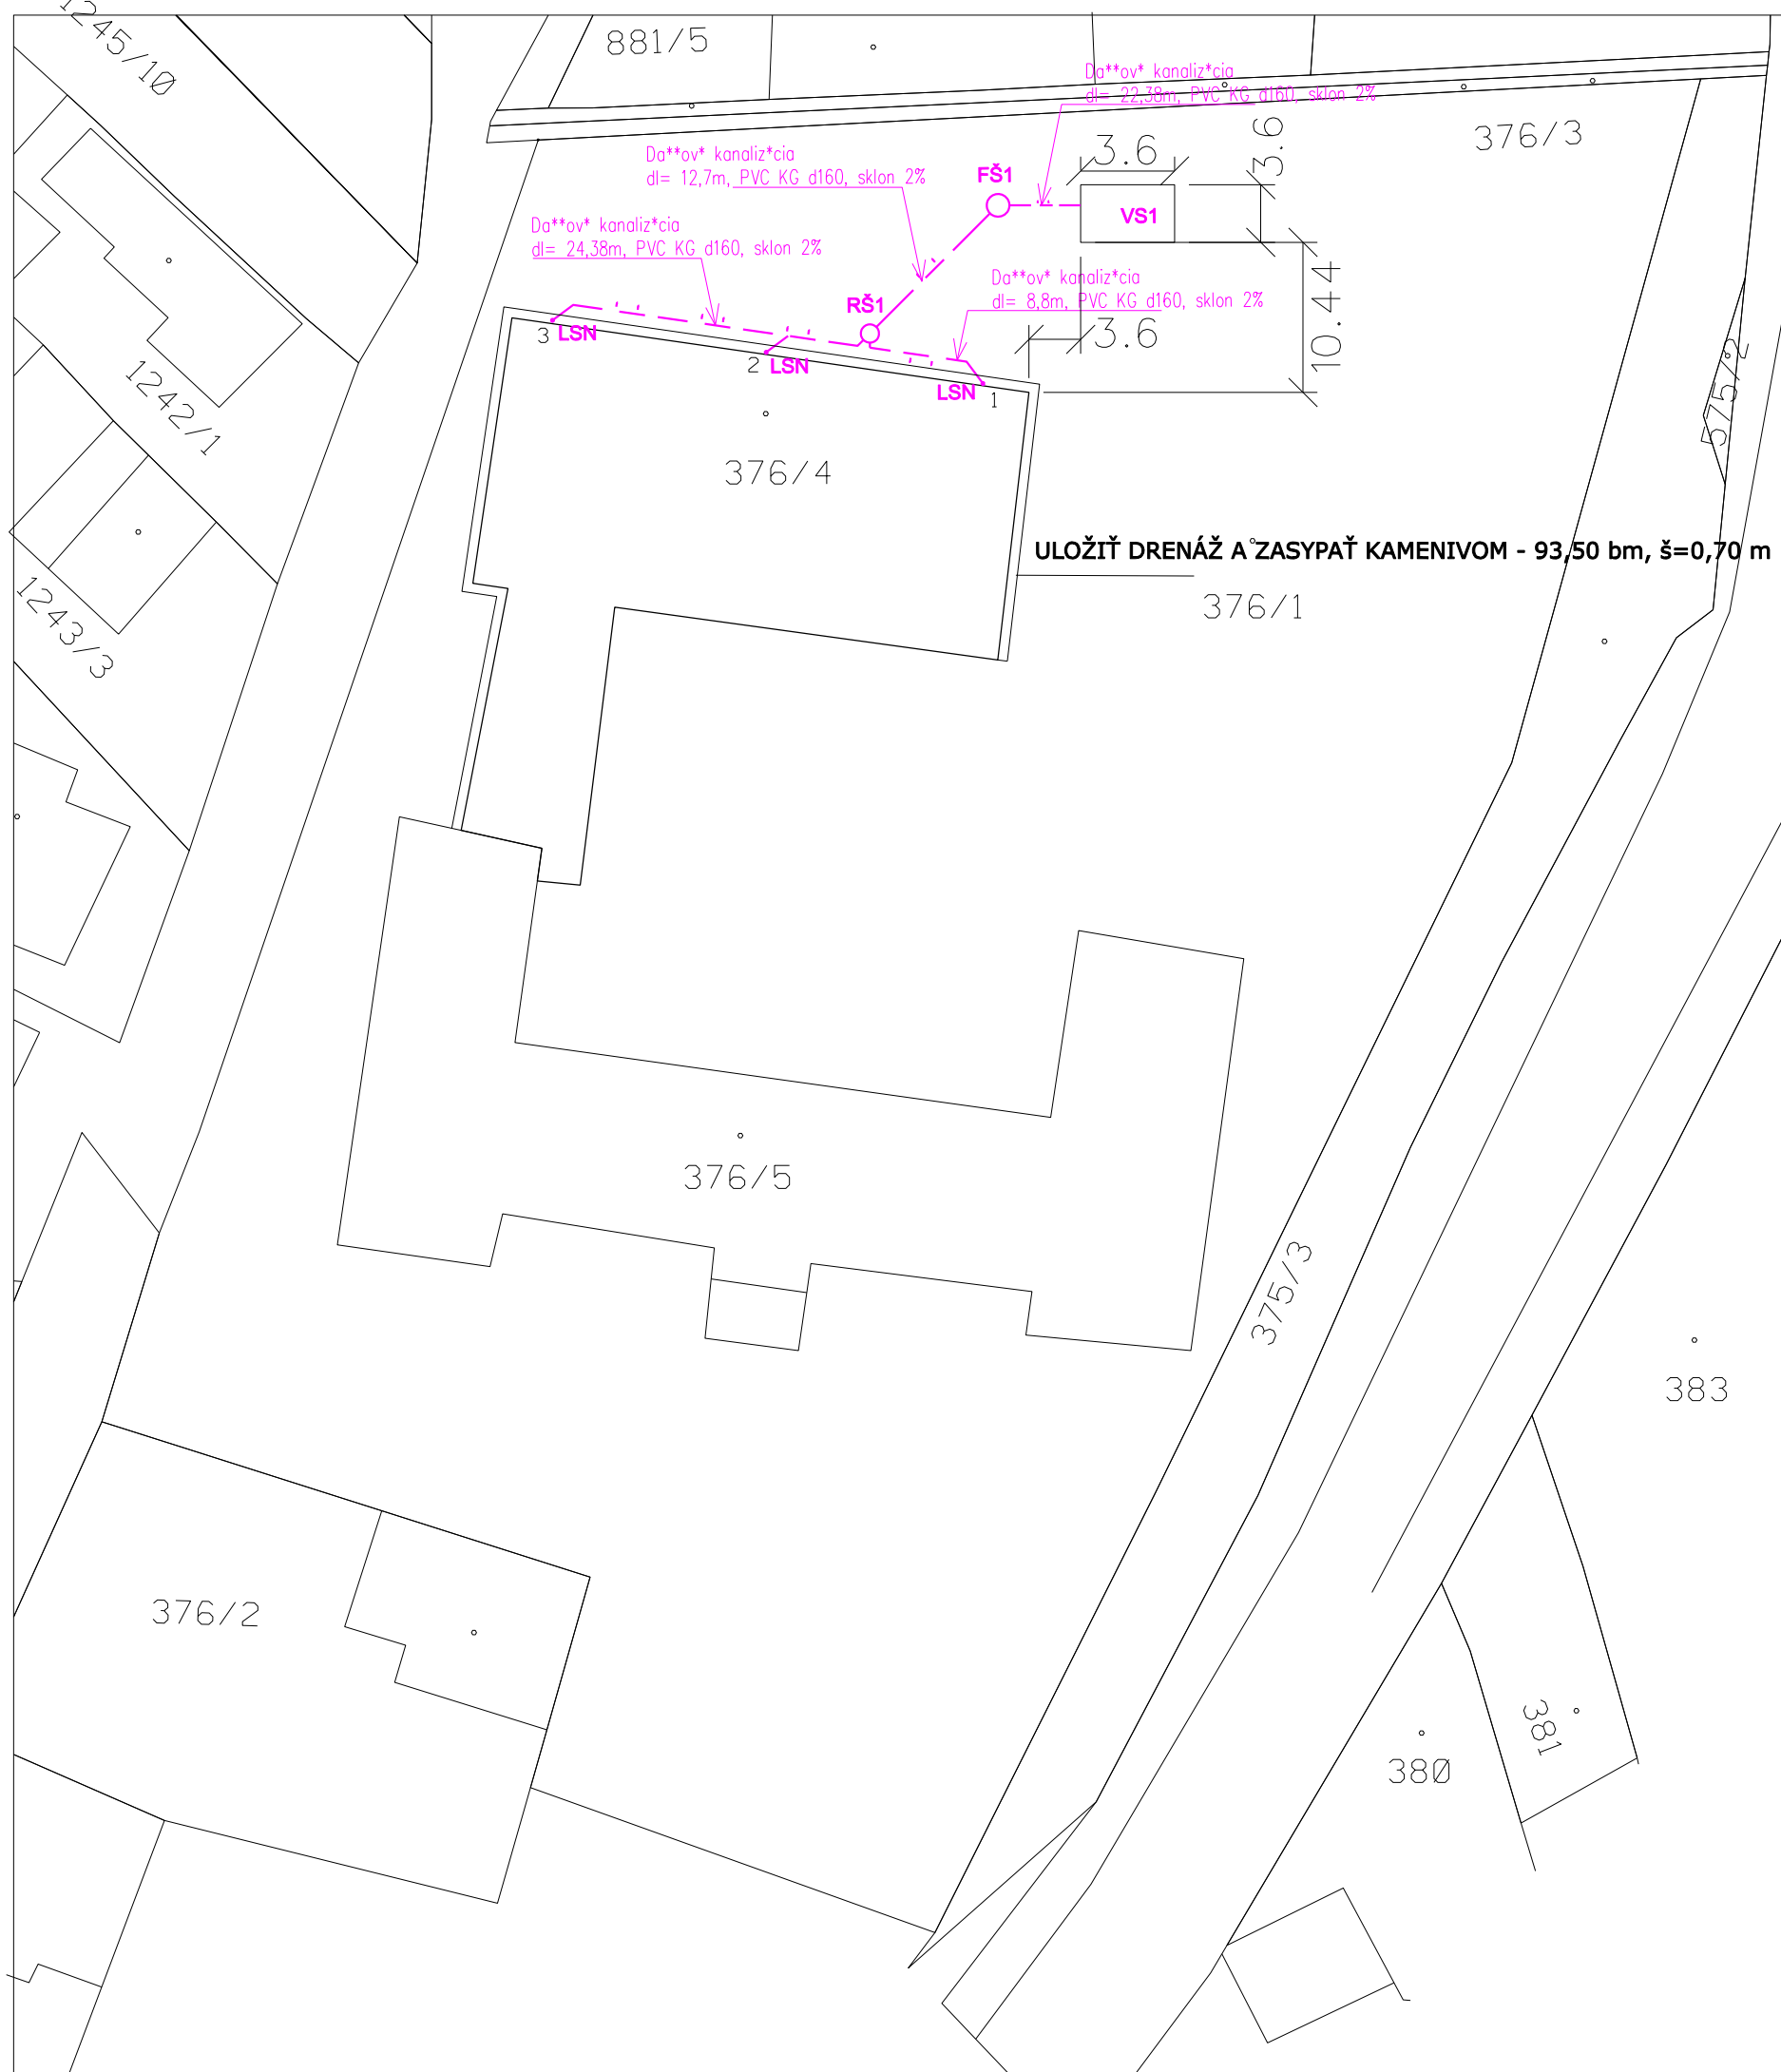 1245/10
881/5
Da**ov* kanaliz*cia
dl= 22,38m, PVC KG d160, sklon 2%
376/3
3.6
3.6
Da**ov* kanaliz*cia
dl= 12,7m, PVC KG d160, sklon 2%
FŠ1
VS1
Da**ov* kanaliz*cia
dl= 24,38m, PVC KG d160, sklon 2%
Da**ov* kanaliz*cia
dl= 8,8m, PVC KG d160, sklon 2%
RŠ1
10.44
3.6
3 LSN
2 LSN
LSN 1
575/2
1242/1
376/4
ULOŽIŤ DRENÁŽ A ZASYPAŤ KAMENIVOM - 93,50 bm, š=0,70 m
376/1
1243/3
376/5
375/3
383
376/2
381
380